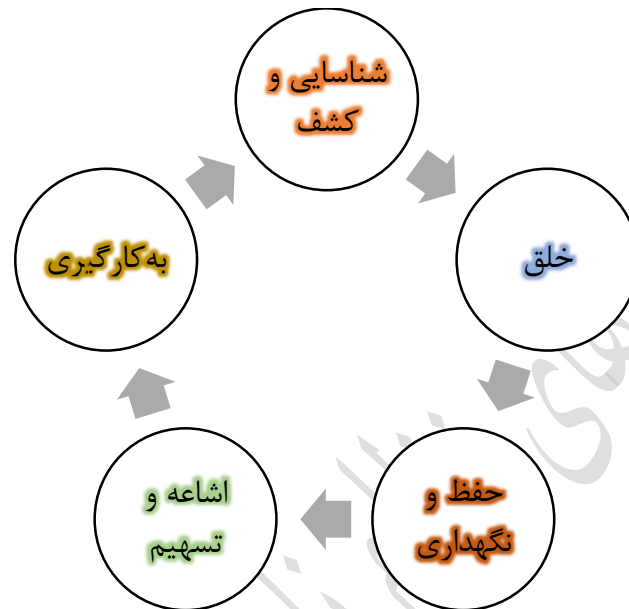 شناسایی و
کشف
خلق
حفظ و
نگهداری
اشاعه و
تسهیم
به‌کارگیری